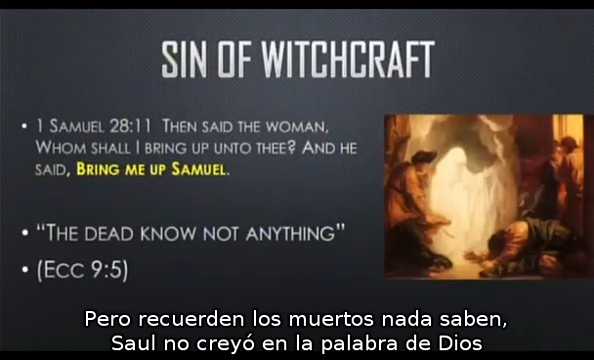 SIN OF WITCHCRAFT
• 1 SAMUEL 28:11 THEN SAID THE WOMAN,
WHOM SHALL I BRING UP UNTO THEE? AND HE
SAID, BRING ME UP SAMUEL.
• “THE DEAD KNOW NOT ANYTHING”
• (ECC 9:5)
Pero recuerden los muertos nada saben,
Saul no creyó en la palabra de Dios